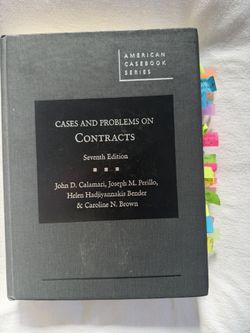 AMERICAN
CASEBOOK
SERIES
CASES AND PROBLEMS ON
CONTRACTS
Seventh Edition
John D. Calamari, Joseph M. Perillo,
Helen Hadjiyannakis Bender
& Caroline N. Brown